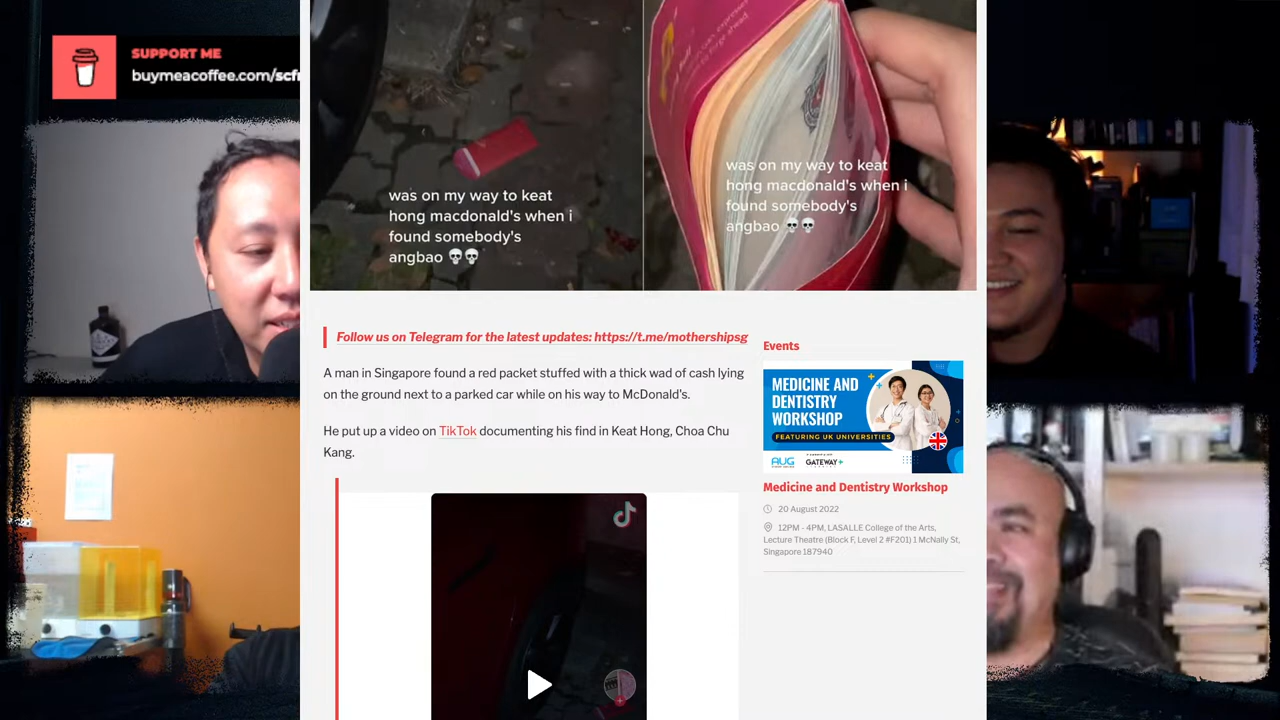 SUPPORT ME
buymeacoffee.com/scf
was on my way to keat
hong macdonald's when i
found somebody's
angbao 💀💀
was on my way to keat
hong macdonald's when i
found somebody's
angbao 💀💀
Follow us on Telegram for the latest updates: https://t.me/mothershipsg
A man in Singapore found a red packet stuffed with a thick wad of cash lying
on the ground next to a parked car while on his way to McDonald's.
He put up a video on TikTok documenting his find in Keat Hong, Choa Chu
Kang.
Events
MEDICINE AND
DENTISTRY
WORKSHOP
FEATURING UK UNIVERSITIES
AUG
GATEWAY+
Medicine and Dentistry Workshop
20 August 2022
12PM - 4PM, LASALLE College of the Arts,
Lecture Theatre (Block F, Level 2 #F201) 1 McNally St,
Singapore 187940